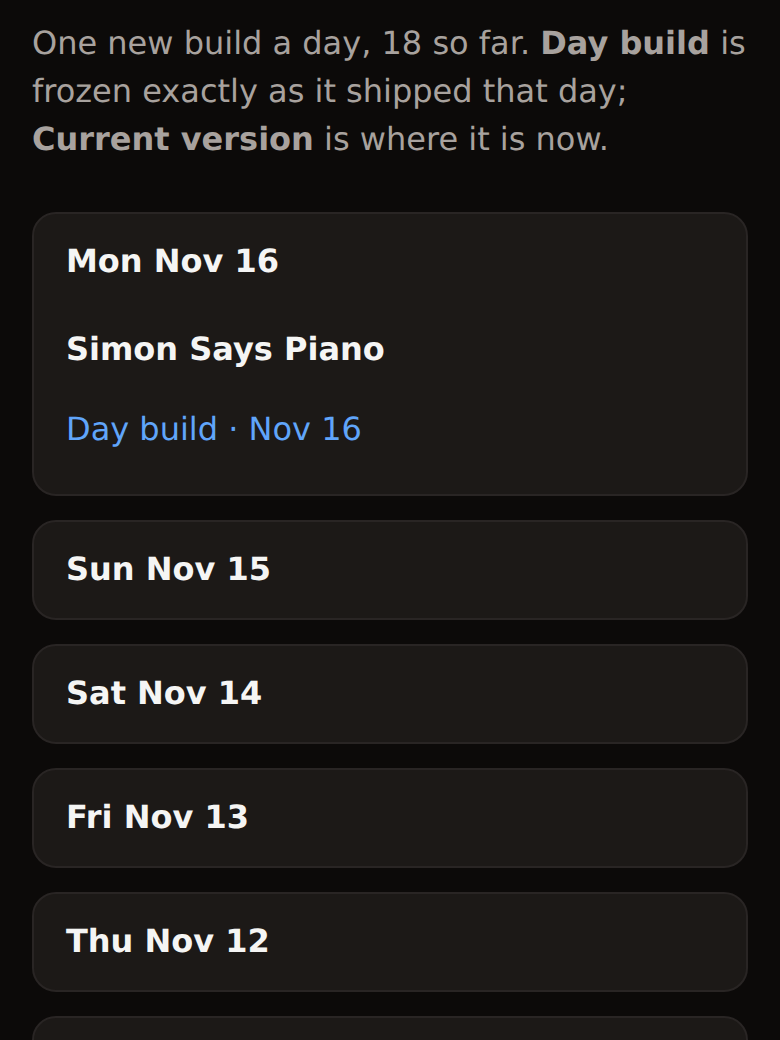 One new build a day, 18 so far. Day build is
frozen exactly as it shipped that day;
Current version is where it is now.
Mon Nov 16
Simon Says Piano
Day build · Nov 16
Sun Nov 15
Sat Nov 14
Fri Nov 13
Thu Nov 12